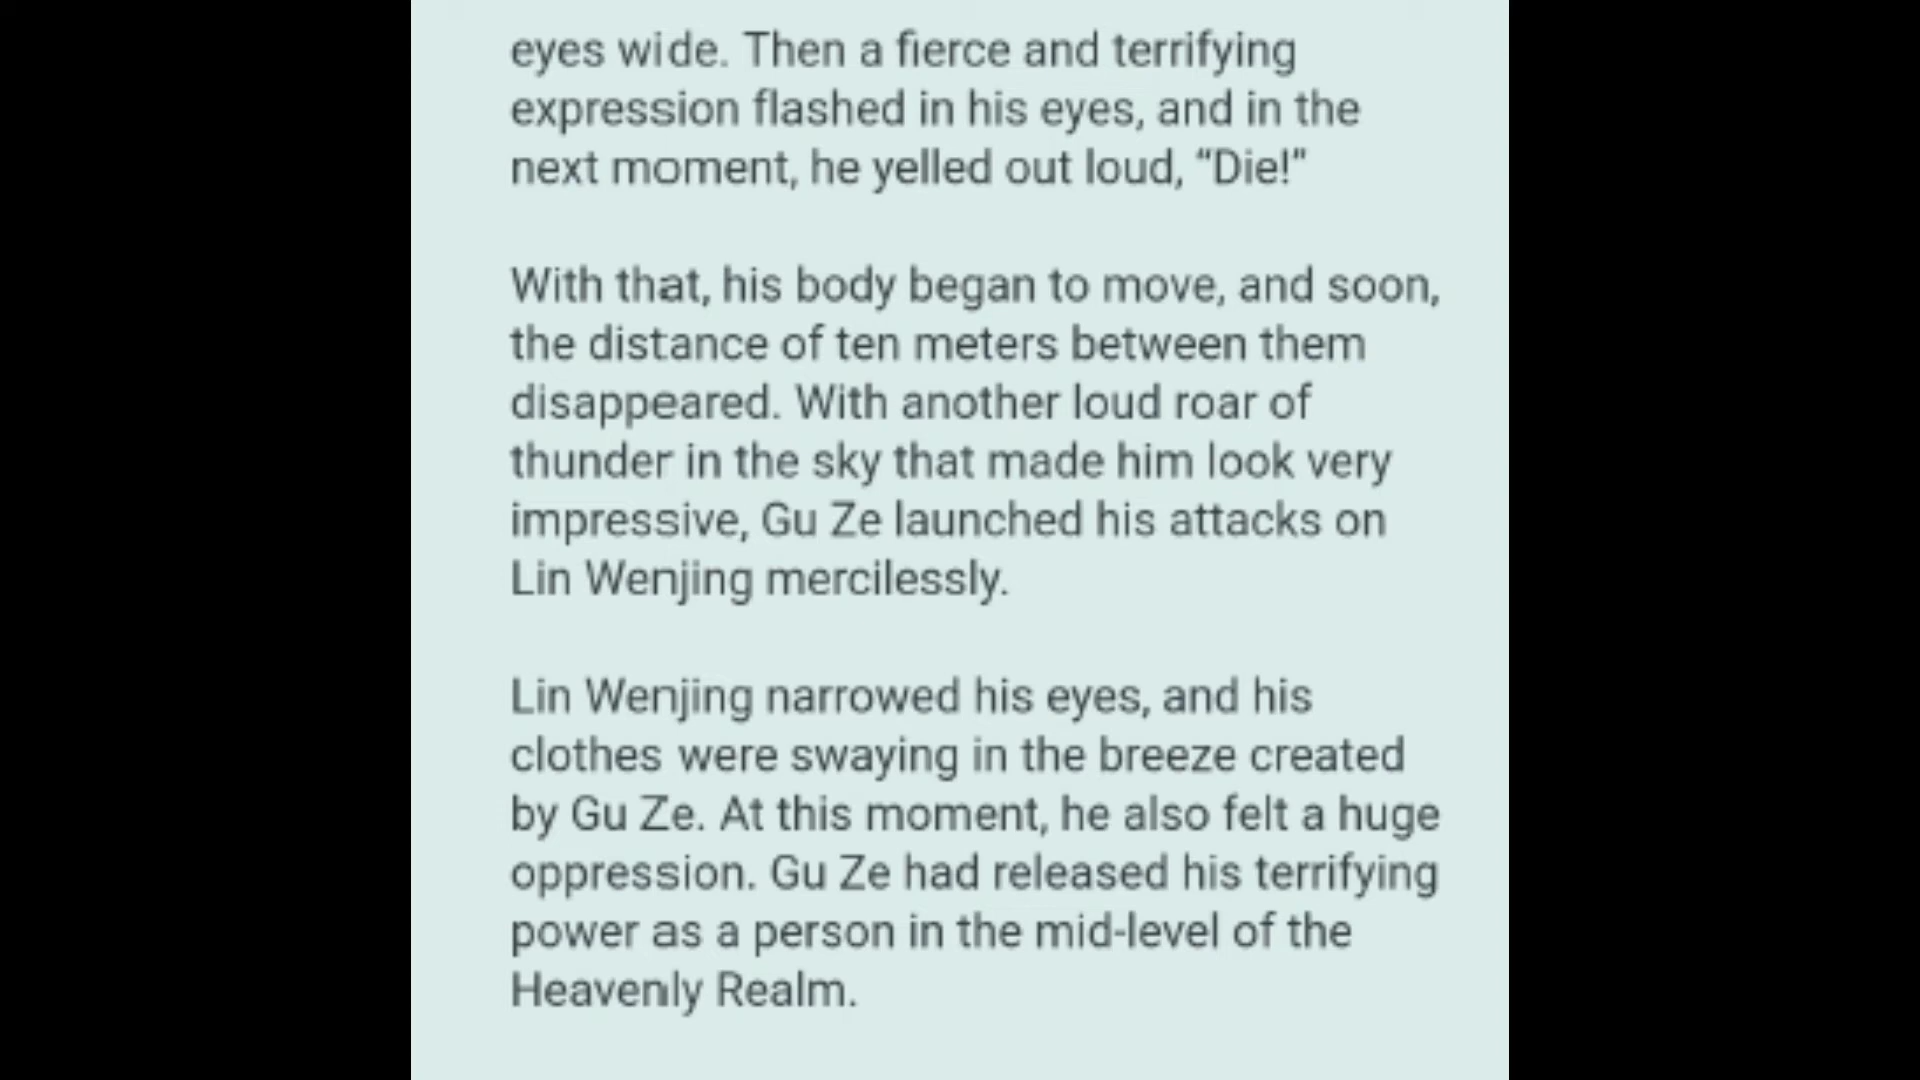 eyes wide. Then a fierce and terrifying
expression flashed in his eyes, and in the
next moment, he yelled out loud, “Die!”
With that, his body began to move, and soon,
the distance of ten meters between them
disappeared. With another loud roar of
thunder in the sky that made him look very
impressive, Gu Ze launched his attacks on
Lin Wenjing mercilessly.
Lin Wenjing narrowed his eyes, and his
clothes were swaying in the breeze created
by Gu Ze. At this moment, he also felt a huge
oppression. Gu Ze had released his terrifying
power as a person in the mid-level of the
Heavenly Realm.